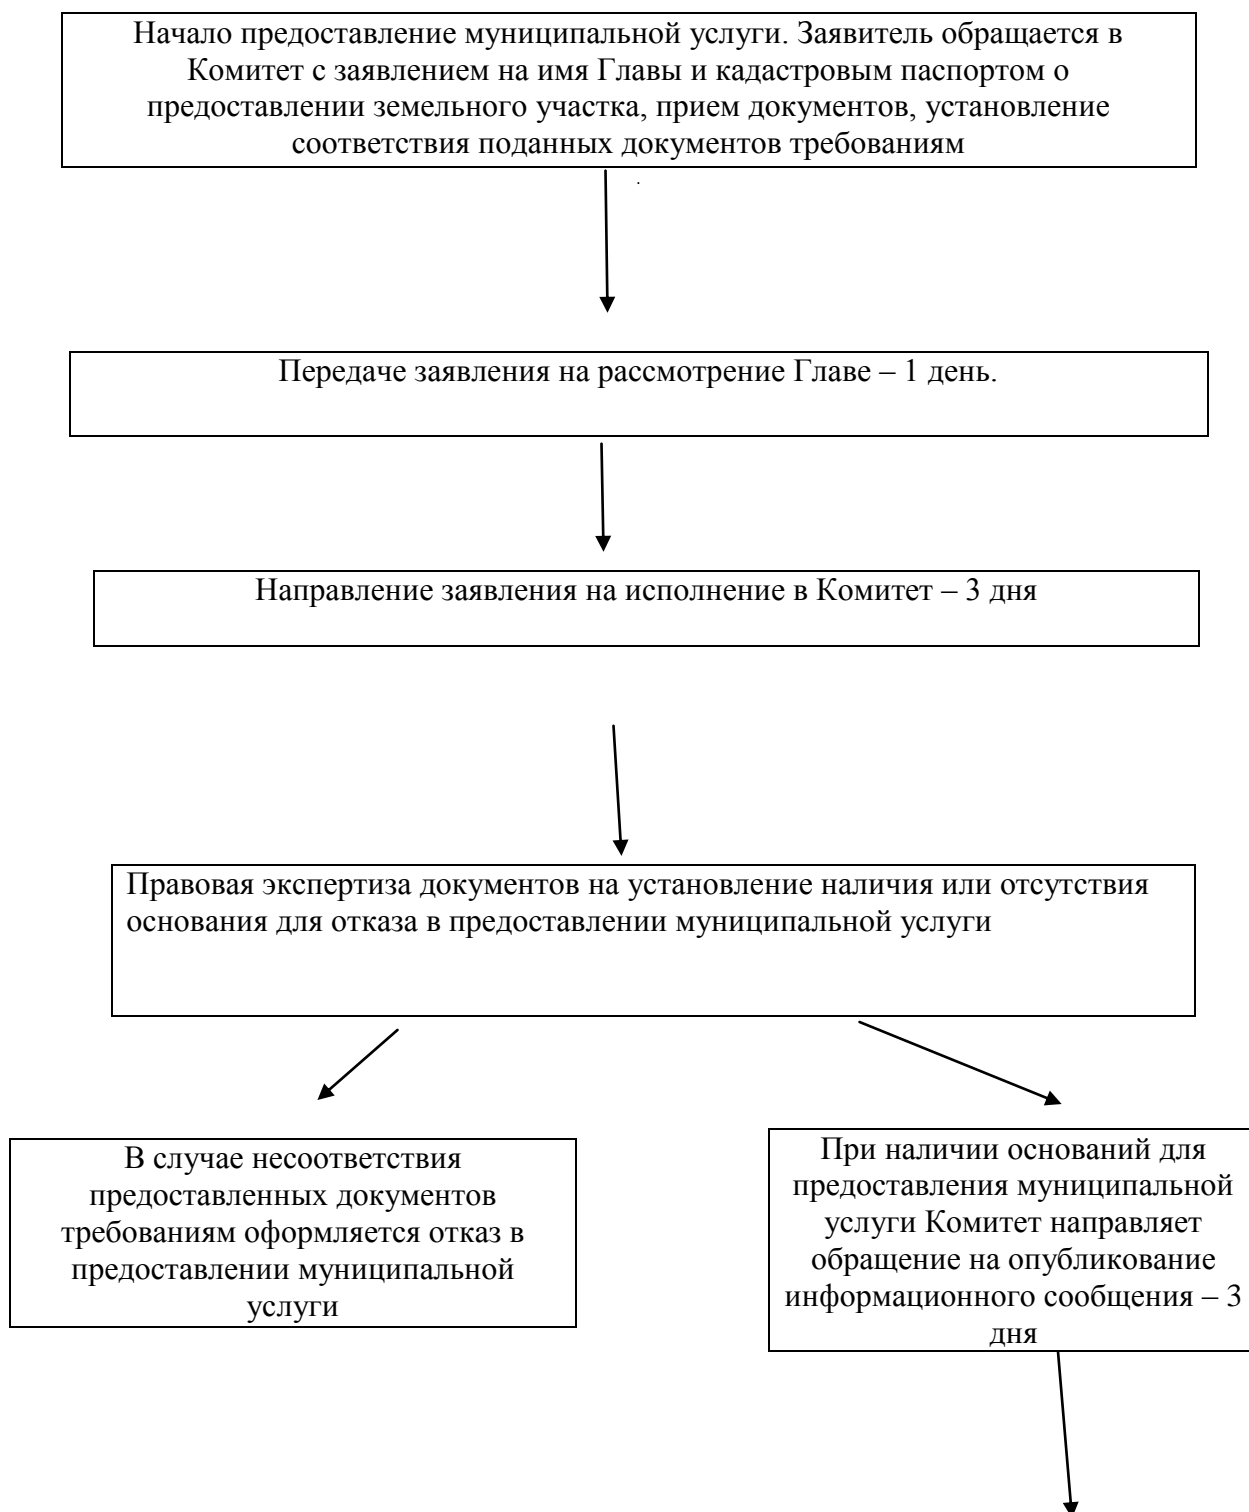 Начало предоставление муниципальной услуги. Заявитель обращается в
Комитет с заявлением на имя Главы и кадастровым паспортом о
предоставлении земельного участка, прием документов, установление
соответствия поданных документов требованиям
.
Передаче заявления на рассмотрение Главе – 1 день.
Направление заявления на исполнение в Комитет – 3 дня
Правовая экспертиза документов на установление наличия или отсутствия
основания для отказа в предоставлении муниципальной услуги
В случае несоответствия
предоставленных документов
требованиям оформляется отказ в
предоставлении муниципальной
услуги
При наличии оснований для
предоставления муниципальной
услуги Комитет направляет
обращение на опубликование
информационного сообщения – 3
дня